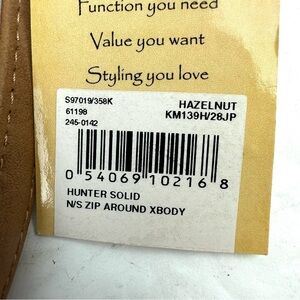 Function you need
Value you want
Styling you love
S97019/358K HAZELNUT
61198 KM139H/28JP
245-0142
0 54069 10216 8
HUNTER SOLID
N/S ZIP AROUND XBODY